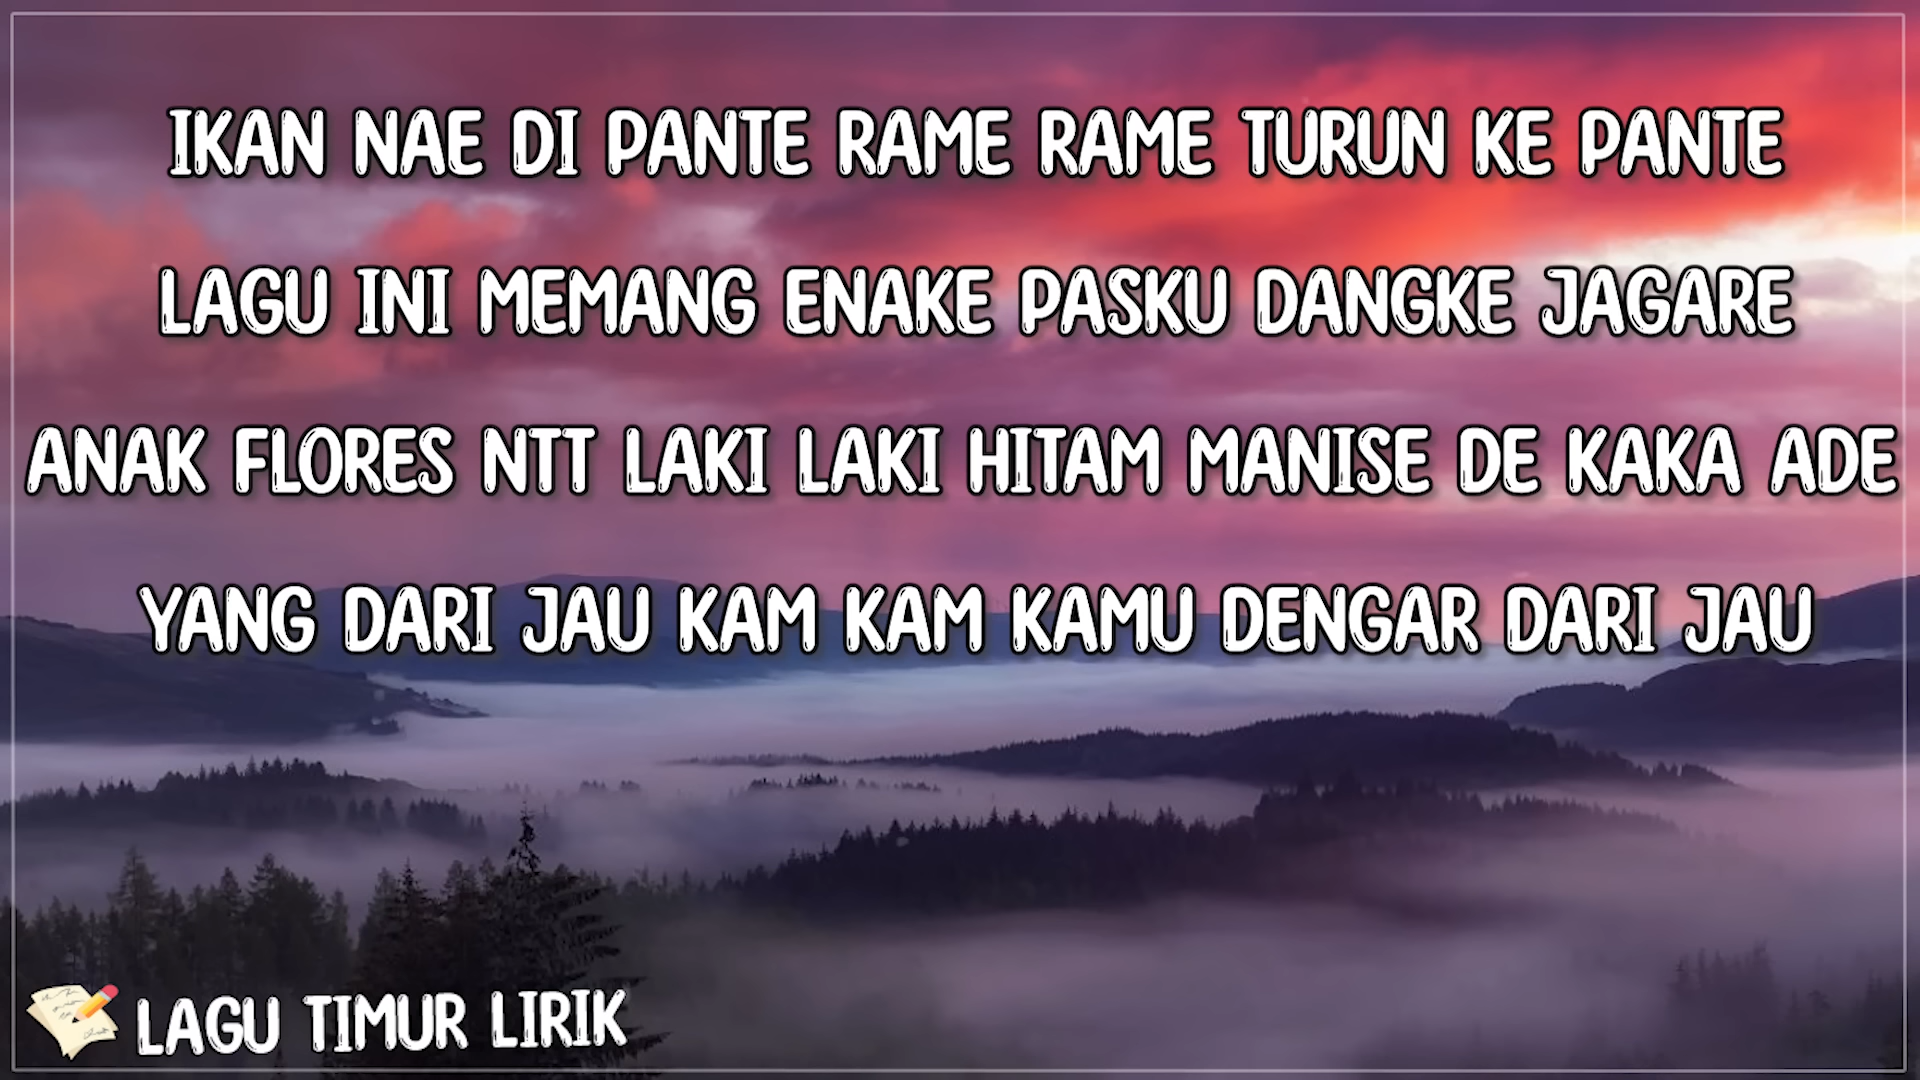 IKAN NAE DI PANTE RAME RAME TURUN KE PANTE
LAGU INI MEMANG ENAKE PASKU DANGKE JAGARE
ANAK FLORES NTT LAKI LAKI HITAM MANISE DE KAKA ADE
YANG DARI JAU KAM KAM KAMU DENGAR DARI JAU
LAGU TIMUR LIRIK